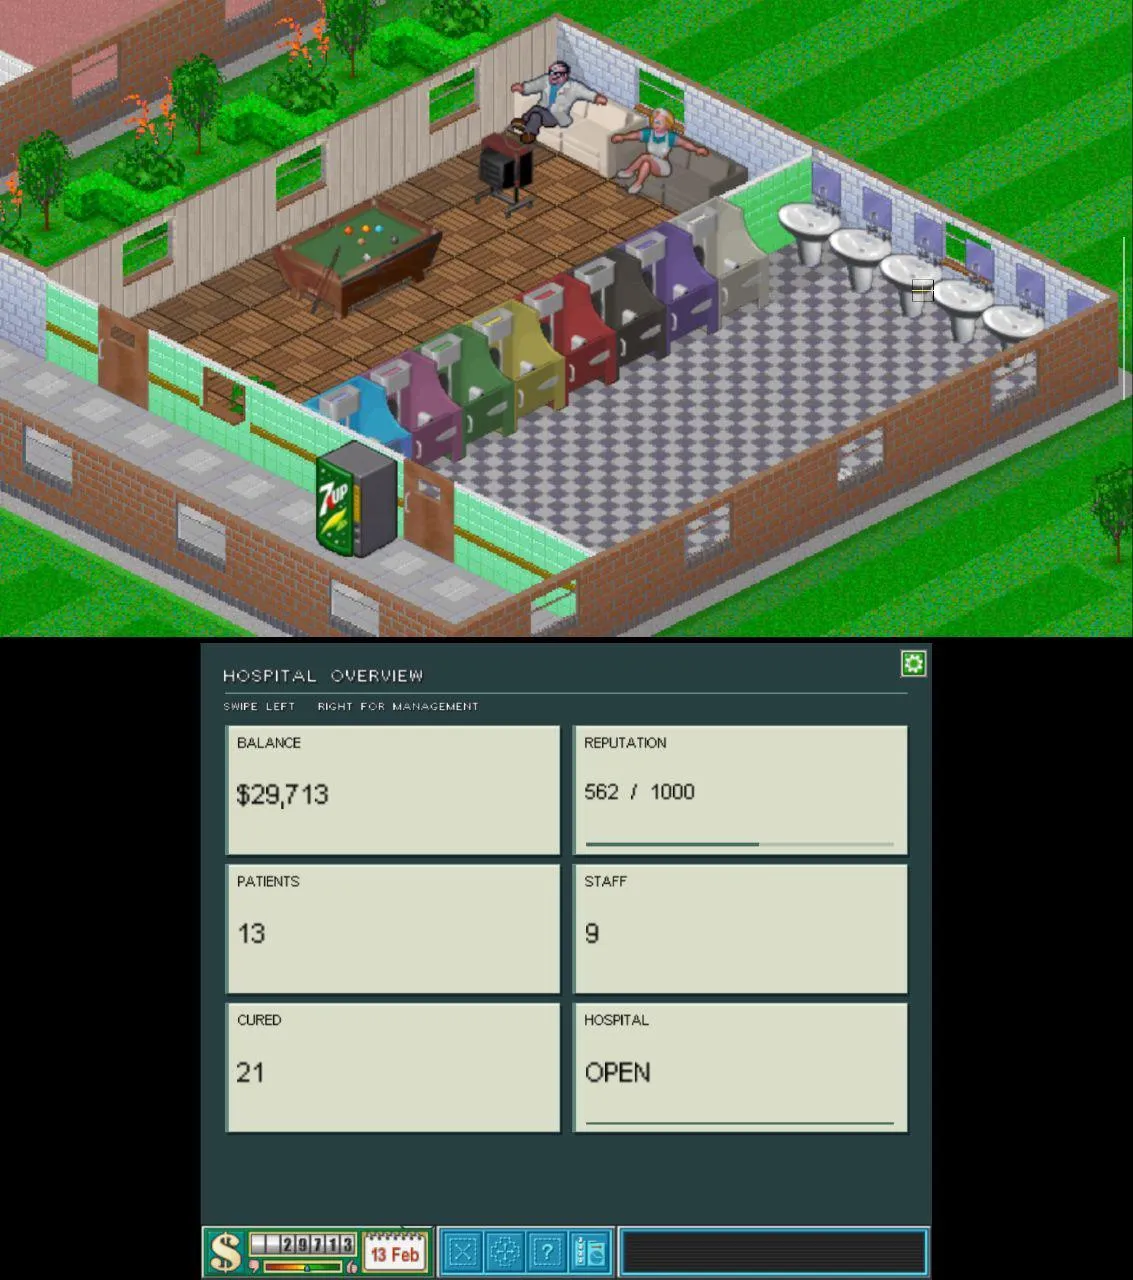 7UP
HOSPITAL OVERVIEW
SWIPE LEFT RIGHT FOR MANAGEMENT
BALANCE
$29,713
REPUTATION
562 / 1000
PATIENTS
13
STAFF
9
CURED
21
HOSPITAL
OPEN
$ 29713
13 Feb
?